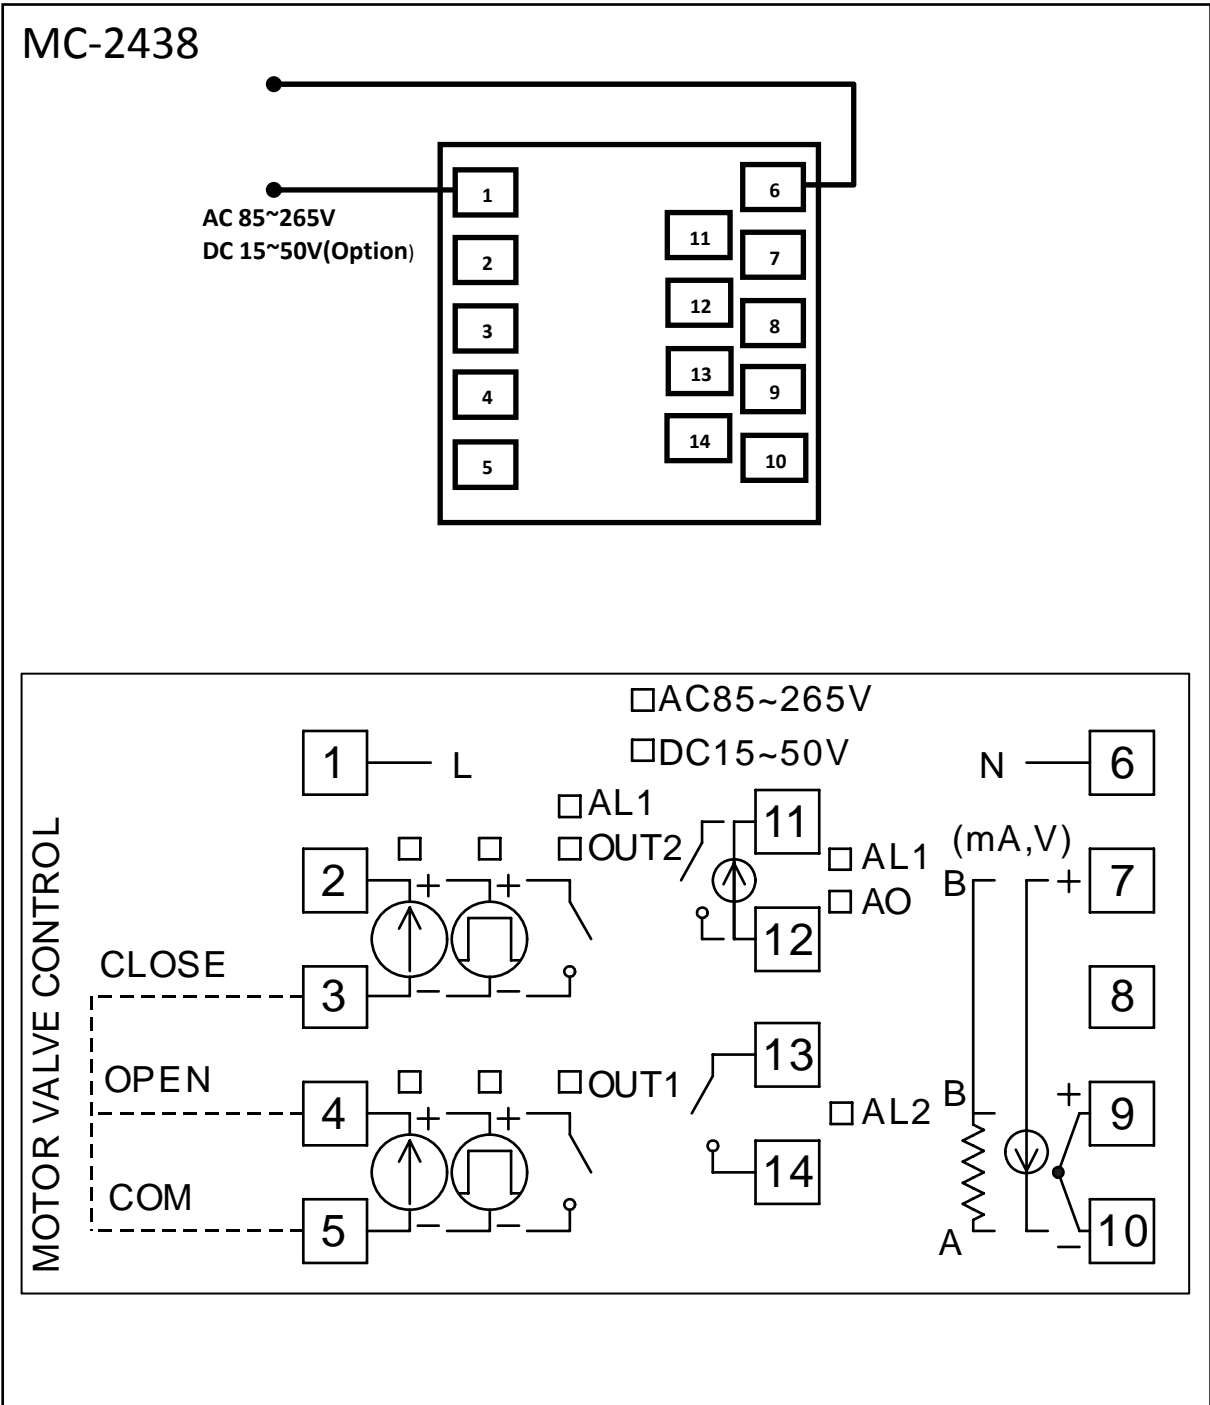 MC-2438
AC 85~265V
DC 15~50V(Option)
1
2
3
4
5
6
11
7
12
8
13
9
14
10
□AC85~265V
□DC15~50V
1 L
N 6
□AL1
□OUT2
11
□AL1
□AO
12
(mA,V)
MOTOR VALVE CONTROL
2
+ +
B + 7
CLOSE
3
− −
8
13
OPEN
4
+ +
□OUT1
□AL2
B + 9
14
COM
5
− −
A − 10